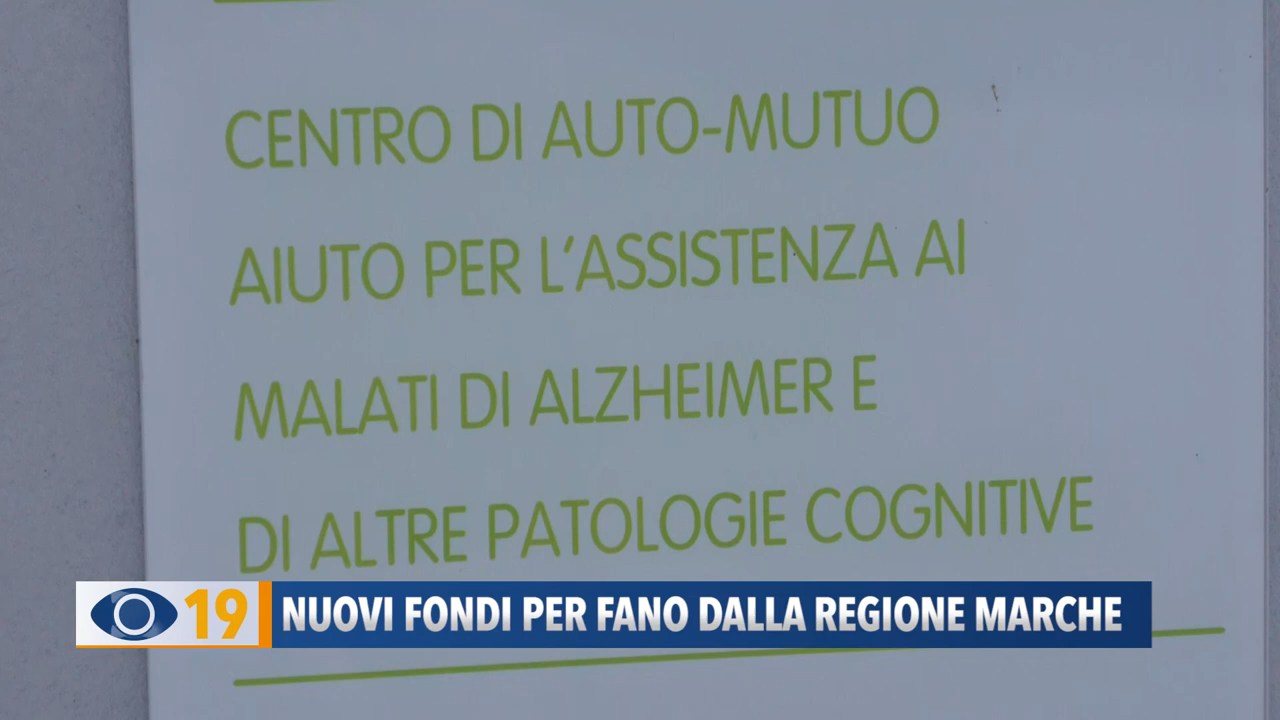 CENTRO DI AUTO-MUTUO
AIUTO PER L'ASSISTENZA AI
MALATI DI ALZHEIMER E
DI ALTRE PATOLOGIE COGNITIVE
19 NUOVI FONDI PER FANO DALLA REGIONE MARCHE